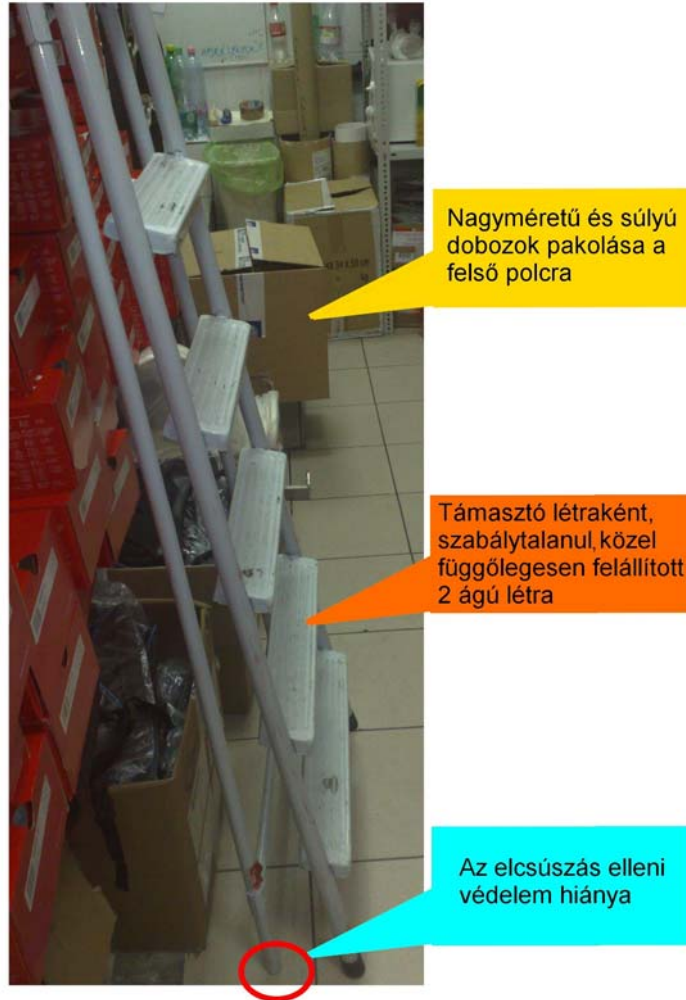 Nagyméretű és súlyú
dobozok pakolása a
felső polcra
Támasztó létraként,
szabálytalanul,közel
függőlegesen felállított
2 ágú létra
Az elcsúszás elleni
védelem hiánya